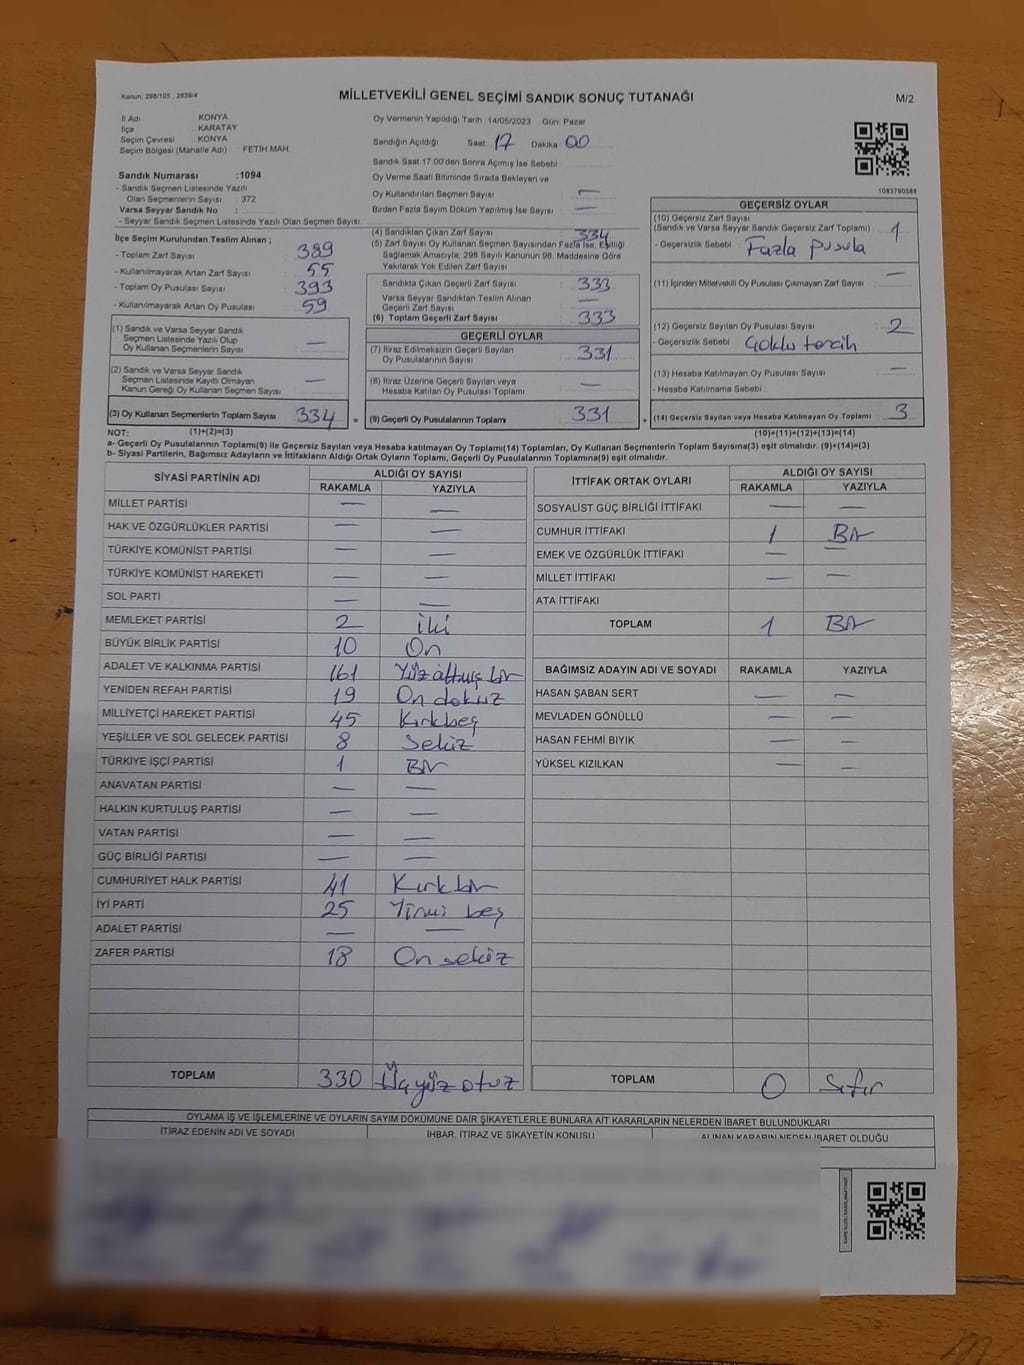 Kanun; 298/105 , 2839/4
MİLLETVEKİLİ GENEL SEÇİMİ SANDIK SONUÇ TUTANAĞI
M/2
İl Adı : KONYA
İlçe : KARATAY
Seçim Çevresi : KONYA
Seçim Bölgesi (Mahalle Adı) : FETİH MAH.
Sandık Numarası :1094
- Sandık Seçmen Listesinde Yazılı
Olan Seçmenlerin Sayısı : 372
Varsa Seyyar Sandık No :
- Seyyar Sandık Seçmen Listesinde Yazılı Olan Seçmen Sayısı:
Oy Vermenin Yapıldığı Tarih :14/05/2023 Gün: Pazar
Sandığın Açıldığı Saat 17 Dakika 00
Sandık Saat 17:00'den Sonra Açımış İse Sebebi:
Oy Verme Saati Bitiminde Sırada Bekleyen ve
Oy Kullandırılan Seçmen Sayısı : —
Birden Fazla Sayım Döküm Yapılmış İse Sayısı : —
1083790588
İlçe Seçim Kurulundan Teslim Alınan ;
- Toplam Zarf Sayısı : 389
- Kullanılmayarak Artan Zarf Sayısı : 55
- Toplam Oy Pusulası Sayısı : 393
- Kullanılmayarak Artan Oy Pusulası : 59
(4) Sandıktan Çıkan Zarf Sayısı : 334
(5) Zarf Sayısı Oy Kullanan Seçmen Sayısından Fazla İse, Eşitliği
Bağlamak Amacıyla, 298 Sayılı Kanunun 98. Maddesine Göre
Yakılarak Yok Edilen Zarf Sayısı :
Sandıkta Çıkan Geçerli Zarf Sayısı : 333
Varsa Seyyar Sandıktan Teslim Alınan
Geçerli Zarf Sayısı : —
(6) Toplam Geçerli Zarf Sayısı : 333
GEÇERSİZ OYLAR
(10) Geçersiz Zarf Sayısı
(Sandık ve Varsa Seyyar Sandık Geçersiz Zarf Toplamı) : 1
- Geçersizlik Sebebi : Fazla pusula
(11) İçinden Milletvekili Oy Pusulası Çıkmayan Zarf Sayısı : —
(12) Geçersiz Sayılan Oy Pusulası Sayısı : 2
- Geçersizlik Sebebi : Çoklu tercih
(13) Hesaba Katılmayan Oy Pusulası Sayısı : —
- Hesaba Katılmama Sebebi :
(1) Sandık ve Varsa Seyyar Sandık
Seçmen Listesinde Yazılı Olup
Oy Kullanan Seçmenlerin Sayısı : —
(2) Sandık ve Varsa Seyyar Sandık
Seçmen Listesinde Kayıtlı Olmayan
Kanun Gereği Oy Kullanan Seçmen Sayısı : —
GEÇERLİ OYLAR
(7) İtiraz Edilmeksizin Geçerli Sayılan
Oy Pusulalarının Sayısı : 331
(8) İtiraz Üzerine Geçerli Sayılan veya
Hesaba Katılan Oy Pusulası Toplamı : —
(3) Oy Kullanan Seçmenlerin Toplam Sayısı : 334 = (9) Geçerli Oy Pusulalarının Toplamı : 331 + (14) Geçersiz Sayılan veya Hesaba Katılmayan Oy Toplamı : 3
NOT: (1)+(2)=(3) (10)+(11)+(12)+(13)=(14)
a- Geçerli Oy Pusulalarının Toplamı(9) ile Geçersiz Sayılan veya Hesaba katılmayan Oy Toplamı(14) Toplamları, Oy Kullanan Seçmenlerin Toplam Sayısına(3) eşit olmalıdır. (9)+(14)=(3)
b- Siyasi Partilerin, Bağımsız Adayların ve İttifakların Aldığı Ortak Oyların Toplamı, Geçerli Oy Pusulalarının Toplamına(9) eşit olmalıdır.
SİYASİ PARTİNİN ADI ALDIĞI OY SAYISI
RAKAMLA YAZIYLA
MİLLET PARTİSİ — —
HAK VE ÖZGÜRLÜKLER PARTİSİ — —
TÜRKİYE KOMÜNİST PARTİSİ — —
TÜRKİYE KOMÜNİST HAREKETİ — —
SOL PARTİ — —
MEMLEKET PARTİSİ 2 iki
BÜYÜK BİRLİK PARTİSİ 10 On
ADALET VE KALKINMA PARTİSİ 161 Yüz altmış bir
YENİDEN REFAH PARTİSİ 19 On dokuz
MİLLİYETÇİ HAREKET PARTİSİ 45 Kırkbeş
YEŞİLLER VE SOL GELECEK PARTİSİ 8 Sekiz
TÜRKİYE İŞÇİ PARTİSİ 1 Bir
ANAVATAN PARTİSİ — —
HALKIN KURTULUŞ PARTİSİ — —
VATAN PARTİSİ — —
GÜÇ BİRLİĞİ PARTİSİ — —
CUMHURİYET HALK PARTİSİ 41 Kırk bir
İYİ PARTİ 25 Yirmi beş
ADALET PARTİSİ — —
ZAFER PARTİSİ 18 On sekiz
TOPLAM 330 Üçyüz otuz
İTTİFAK ORTAK OYLARI ALDIĞI OY SAYISI
RAKAMLA YAZIYLA
SOSYALİST GÜÇ BİRLİĞİ İTTİFAKI — —
CUMHUR İTTİFAKI 1 Bir
EMEK VE ÖZGÜRLÜK İTTİFAKI — —
MİLLET İTTİFAKI — —
ATA İTTİFAKI
TOPLAM 1 Bir
BAĞIMSIZ ADAYIN ADI VE SOYADI RAKAMLA YAZIYLA
HASAN ŞABAN SERT — —
MEVLADEN GÖNÜLLÜ — —
HASAN FEHMİ BIYIK — —
YÜKSEL KIZILKAN — —
TOPLAM 0 Sıfır
OYLAMA İŞ VE İŞLEMLERİNE VE OYLARIN SAYIM DÖKÜMÜNE DAİR ŞİKAYETLERLE BUNLARA AİT KARARLARIN NELERDEN İBARET BULUNDUKLARI
İTİRAZ EDENİN ADI VE SOYADI İHBAR, İTİRAZ VE ŞİKAYETİN KONUSU ALINAN KARARIN NEDEN İBARET OLDUĞU